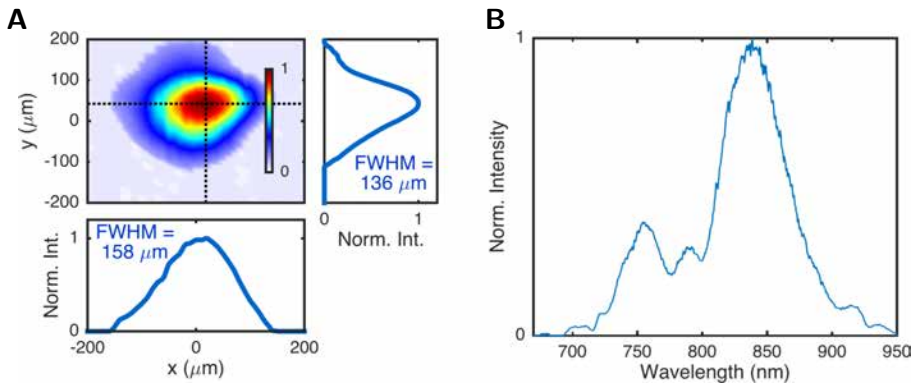 A
200
100
0
-100
-200
y (μm)
1
0
FWHM =
136 μm
0
1
Norm. Int.
FWHM =
158 μm
1
0
Norm. Int.
-200
0
200
x (μm)
B
1
0
Norm. Intensity
700
750
800
850
900
950
Wavelength (nm)